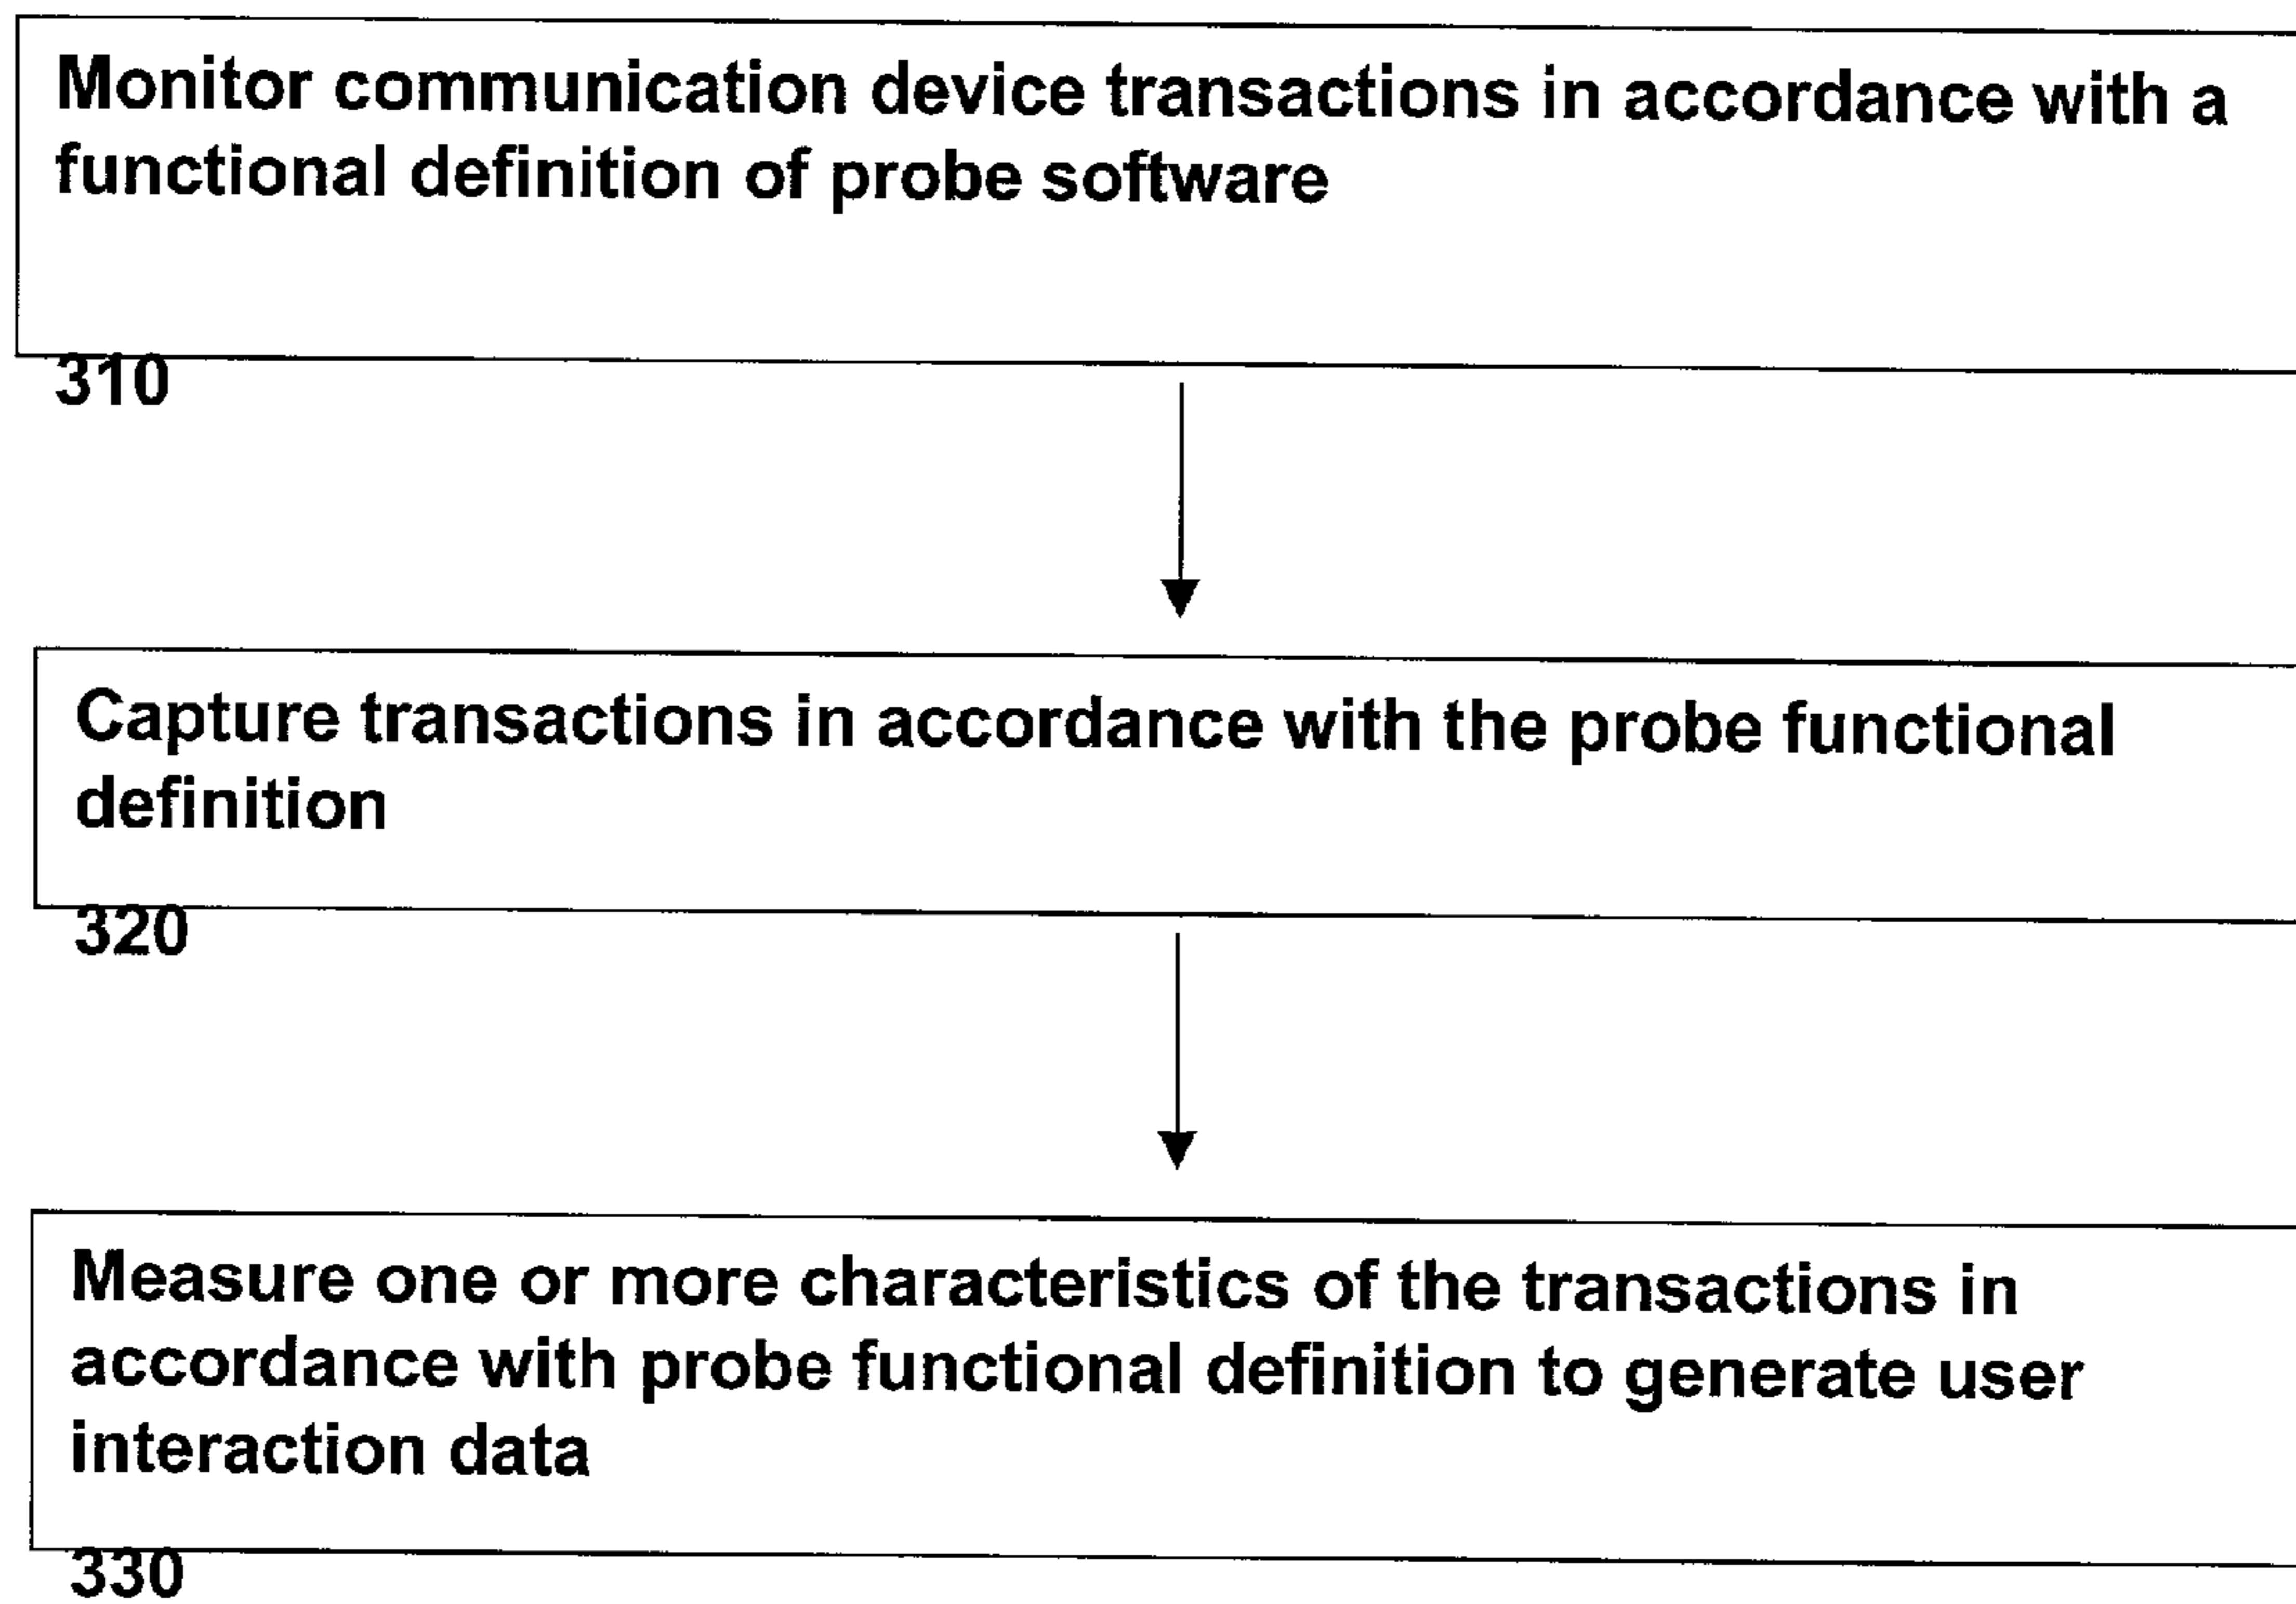 Monitor communication device transactions in accordance with a
functional definition of probe software
310
Capture transactions in accordance with the probe functional
definition
320
Measure one or more characteristics of the transactions in
accordance with probe functional definition to generate user
interaction data
330